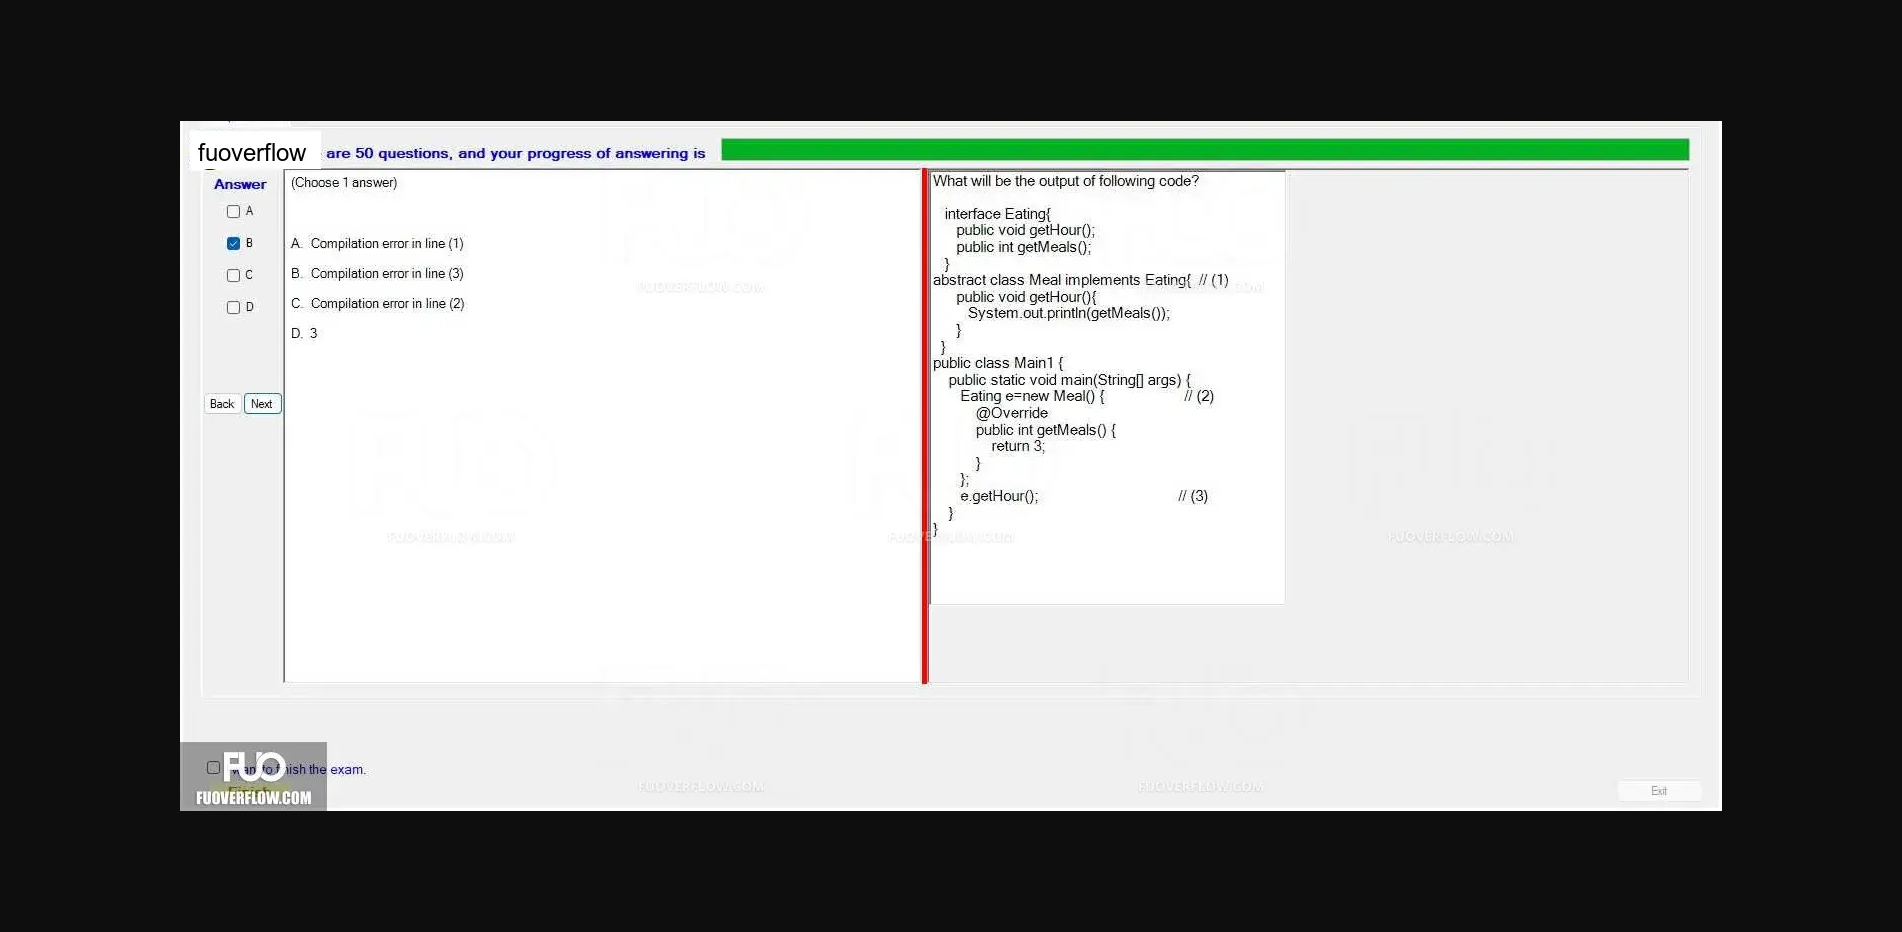 fuoverflow are 50 questions, and your progress of answering is
Answer
A
B
C
D
Back Next
(Choose 1 answer)
A. Compilation error in line (1)
B. Compilation error in line (3)
C. Compilation error in line (2)
D. 3
What will be the output of following code?
interface Eating{
public void getHour();
public int getMeals();
}
abstract class Meal implements Eating{ // (1)
public void getHour(){
System.out.println(getMeals());
}
}
public class Main1 {
public static void main(String[] args) {
Eating e=new Meal() { // (2)
@Override
public int getMeals() {
return 3;
}
};
e.getHour(); // (3)
}
}
FUOVERFLOW.COM
FUOVERFLOW.COM
FUOVERFLOW.COM
FUOVERFLOW.COM
FUOVERFLOW.COM
FUOVERFLOW.COM
want to finish the exam.
Finish
FUO
FUOVERFLOW.COM
Exit